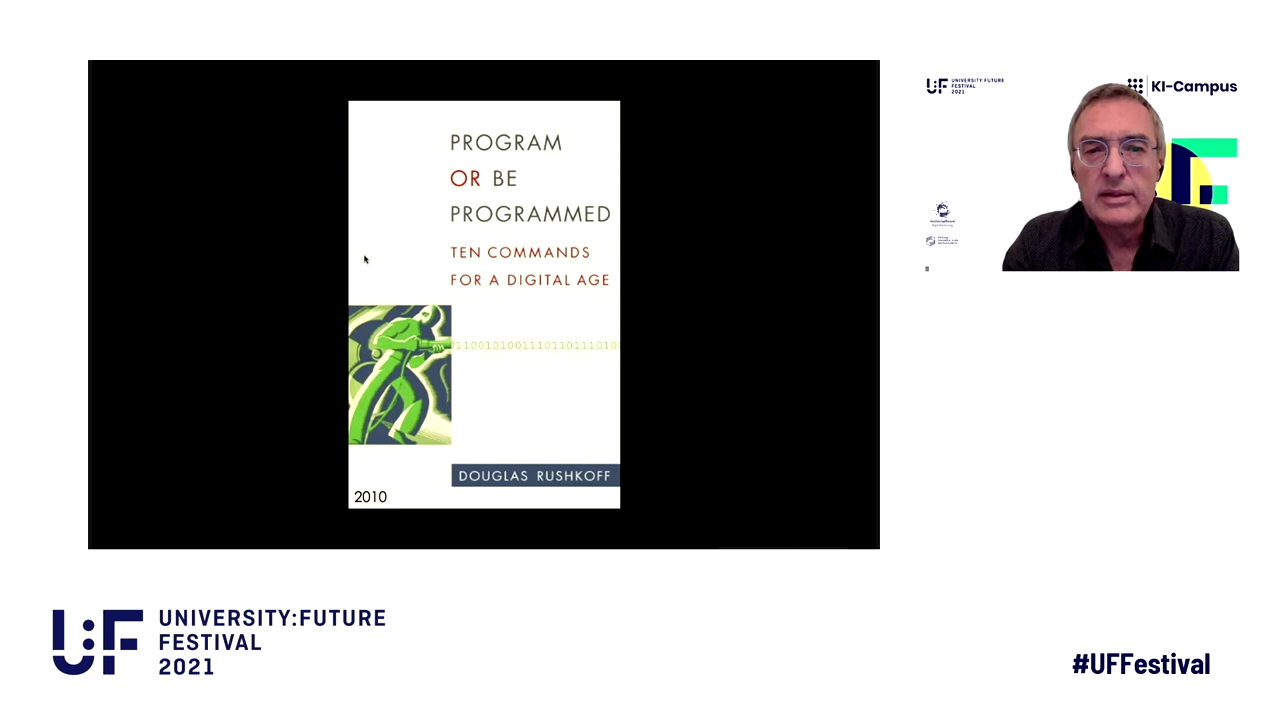 PROGRAM
OR BE
PROGRAMMED
TEN COMMANDS
FOR A DIGITAL AGE
DOUGLAS RUSHKOFF
2010
UNIVERSITY:FUTURE
FESTIVAL
2021
KI-Campus
U:F
UNIVERSITY:FUTURE
FESTIVAL
2021
#UFFestival